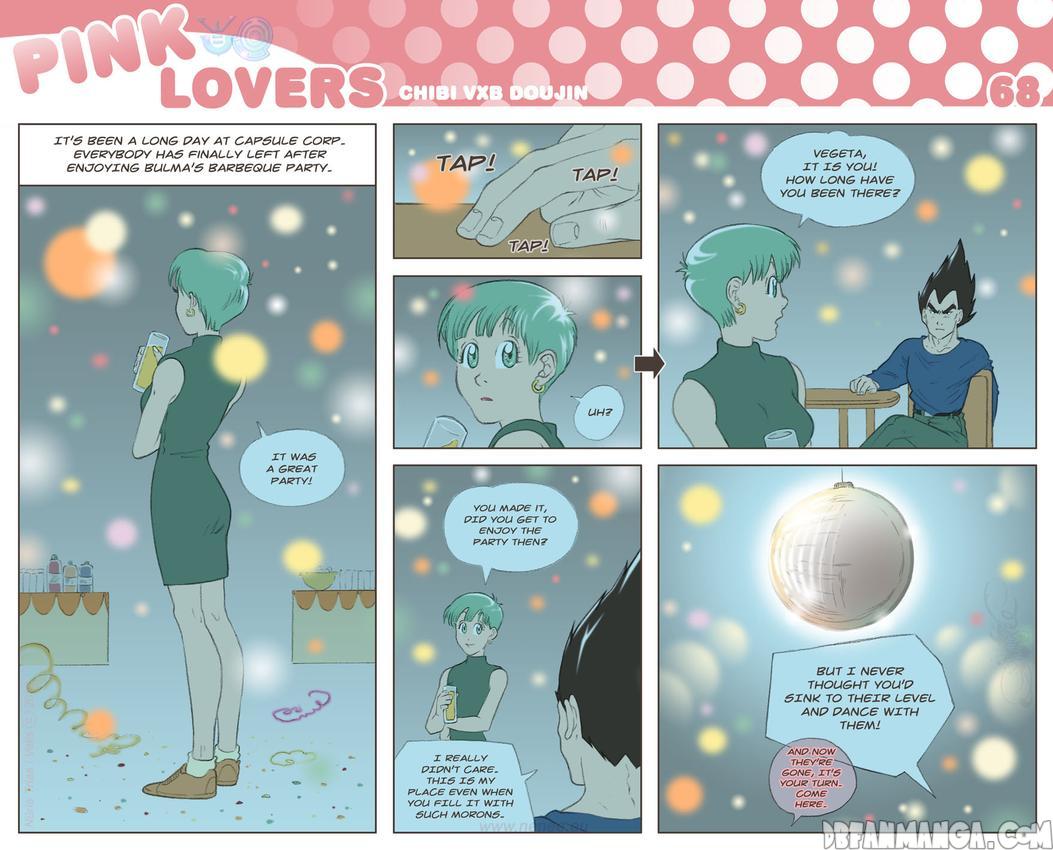 PINK
LOVERS
CHIBI VXB DOUJIN
68
IT'S BEEN A LONG DAY AT CAPSULE CORP.
EVERYBODY HAS FINALLY LEFT AFTER
ENJOYING BULMA'S BARBEQUE PARTY.
IT WAS
A GREAT
PARTY!
TAP!
TAP!
TAP!
UH?
VEGETA,
IT IS YOU!
HOW LONG HAVE
YOU BEEN THERE?
YOU MADE IT,
DID YOU GET TO
ENJOY THE
PARTY THEN?
I REALLY
DIDN'T CARE.
THIS IS MY
PLACE EVEN WHEN
YOU FILL IT WITH
SUCH MORONS.
BUT I NEVER
THOUGHT YOU'D
SINK TO THEIR LEVEL
AND DANCE WITH
THEM!
AND NOW
THEY'RE
GONE, IT'S
YOUR TURN.
COME
HERE.
DBFANMANGA.COM